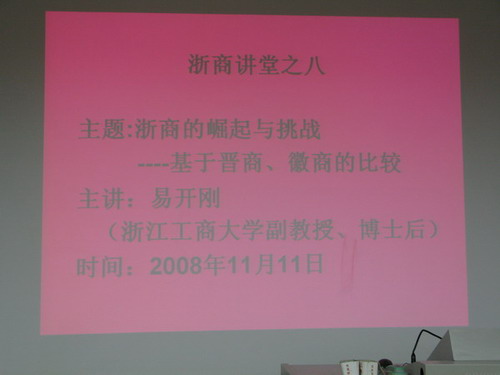 浙商讲堂之八
主题:浙商的崛起与挑战
----基于晋商、徽商的比较
主讲：易开刚
（浙江工商大学副教授、博士后）
时间：2008年11月11日